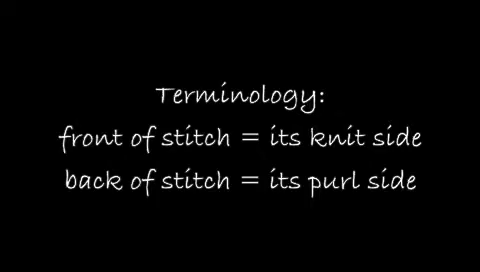 Terminology:
front of stitch = its knit side
back of stitch = its purl side